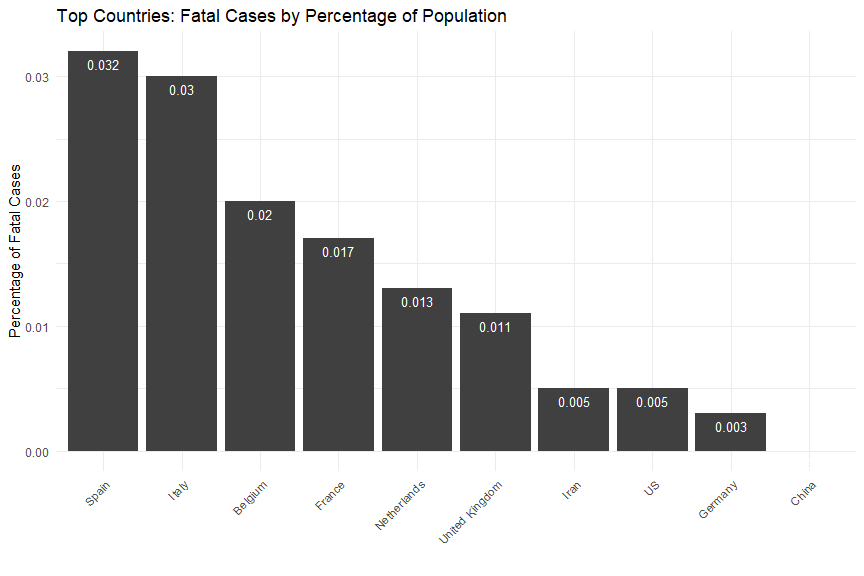 Top Countries: Fatal Cases by Percentage of Population
Percentage of Fatal Cases
0.03
0.02
0.01
0.00
0.032
0.03
0.02
0.017
0.013
0.011
0.005
0.005
0.003
Spain
Italy
Belgium
France
Netherlands
United Kingdom
Iran
US
Germany
China